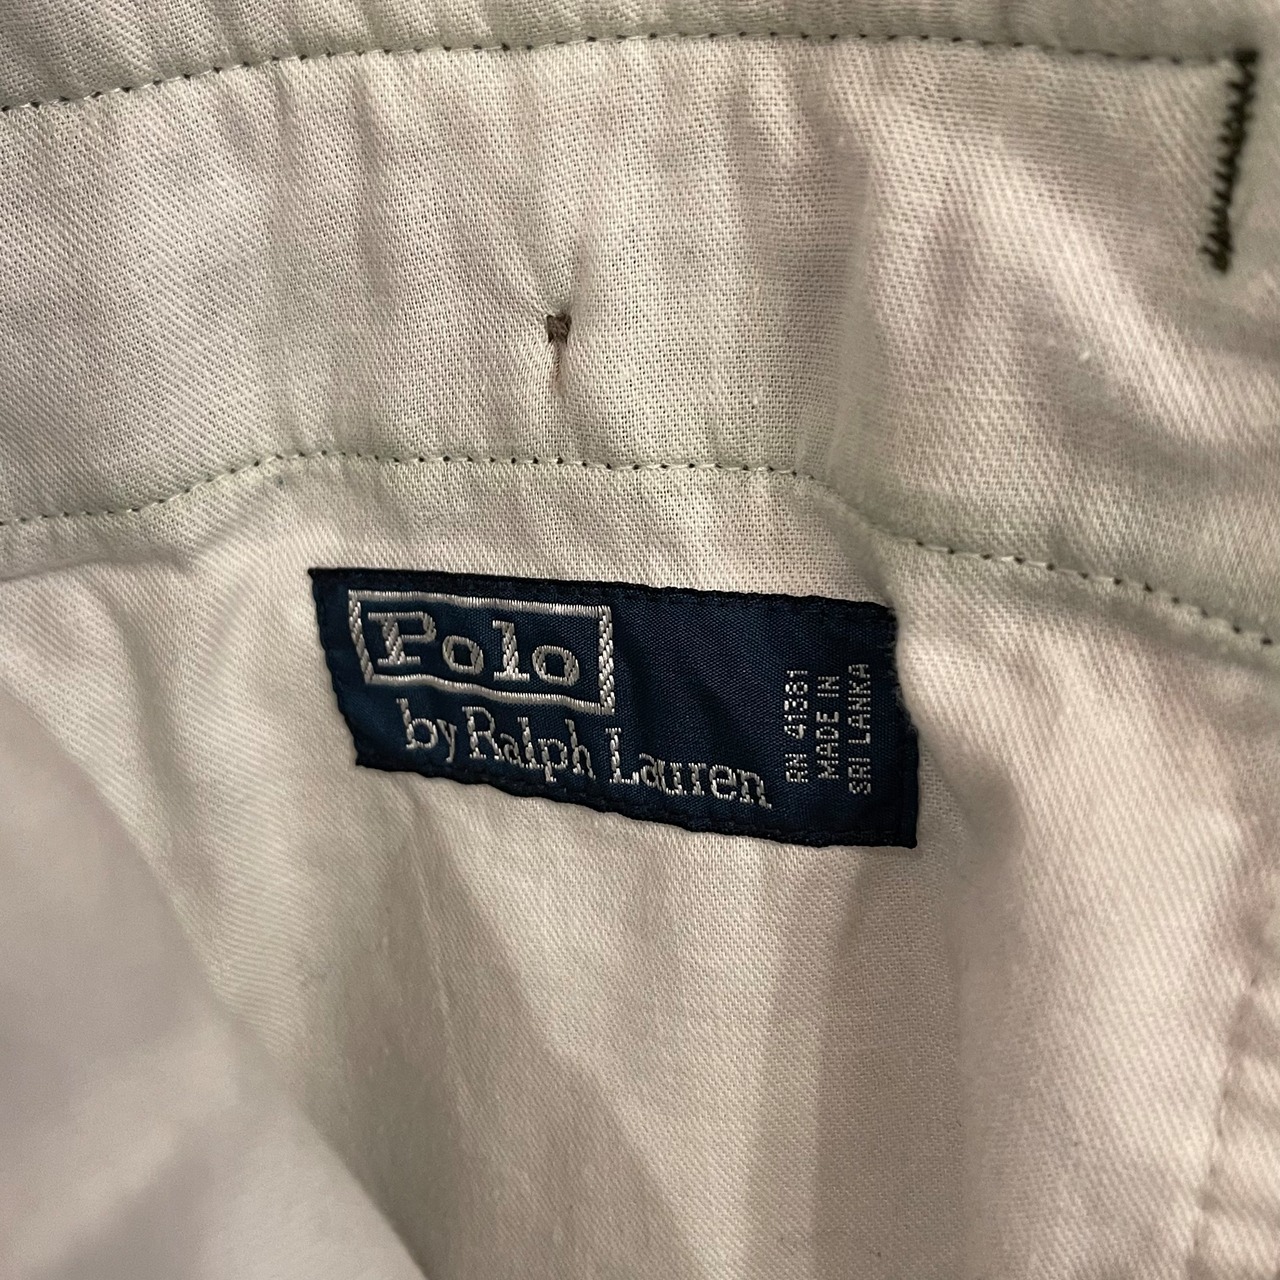 Polo
by Ralph Lauren
RN 41381
MADE IN
SRI LANKA